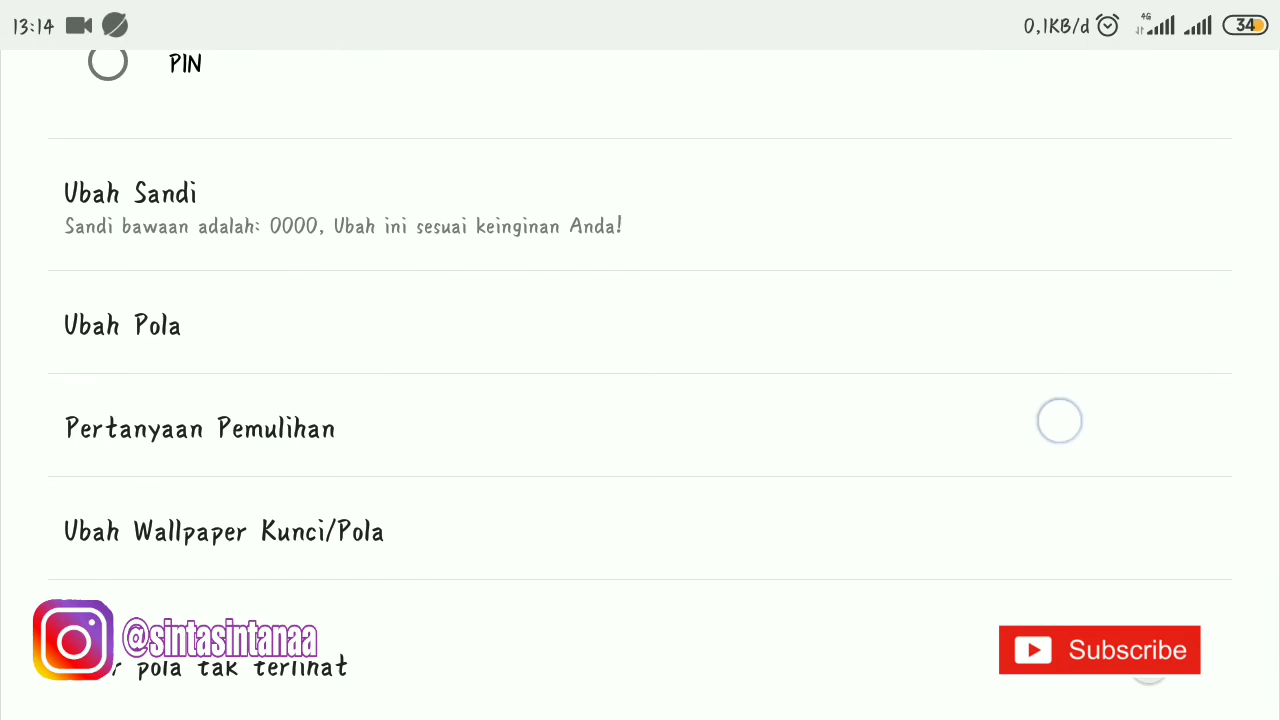 13:14
0,1KB/d 4G 34
PIN
Ubah Sandi
Sandi bawaan adalah: 0000, Ubah ini sesuai keinginan Anda!
Ubah Pola
Pertanyaan Pemulihan
Ubah Wallpaper Kunci/Pola
@sintasintanaa
pola tak terlihat
Subscribe